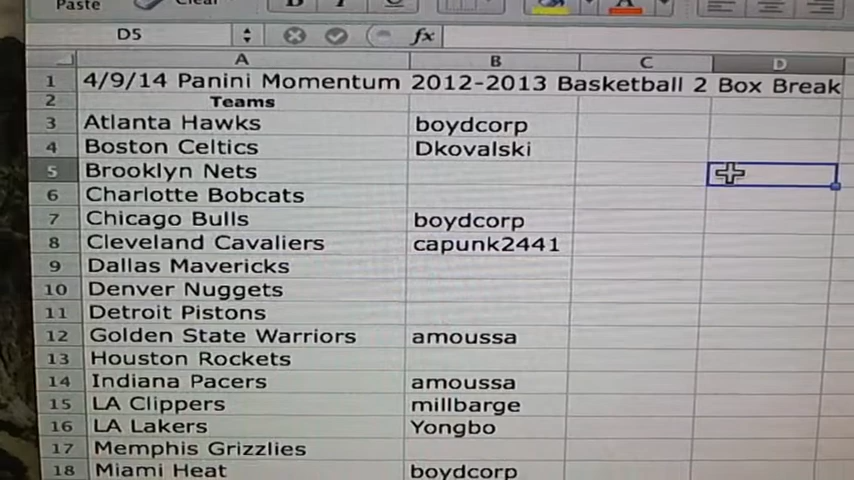 Paste
Clear
D5
fx
A B C D
1 4/9/14 Panini Momentum 2012-2013 Basketball 2 Box Break
2 Teams
3 Atlanta Hawks boydcorp
4 Boston Celtics Dkovalski
5 Brooklyn Nets
6 Charlotte Bobcats
7 Chicago Bulls boydcorp
8 Cleveland Cavaliers capunk2441
9 Dallas Mavericks
10 Denver Nuggets
11 Detroit Pistons
12 Golden State Warriors amoussa
13 Houston Rockets
14 Indiana Pacers amoussa
15 LA Clippers millbarge
16 LA Lakers Yongbo
17 Memphis Grizzlies
18 Miami Heat boydcorp